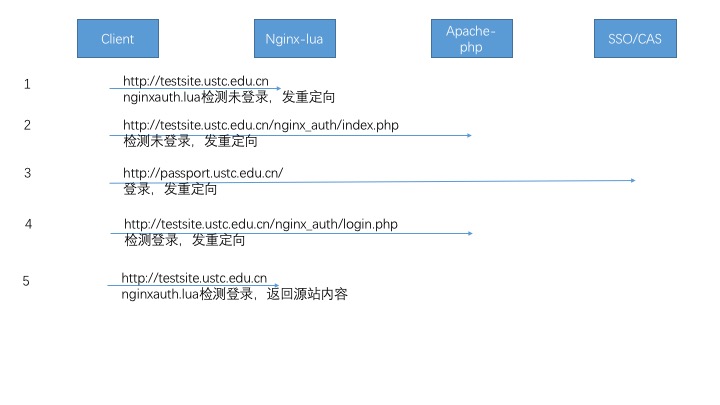 Client
Nginx-lua
Apache-
php
SSO/CAS
1
http://testsite.ustc.edu.cn
nginxauth.lua检测未登录，发重定向
2
http://testsite.ustc.edu.cn/nginx_auth/index.php
检测未登录，发重定向
3
http://passport.ustc.edu.cn/
登录，发重定向
4
http://testsite.ustc.edu.cn/nginx_auth/login.php
检测登录，发重定向
5
http://testsite.ustc.edu.cn
nginxauth.lua检测登录，返回源站内容